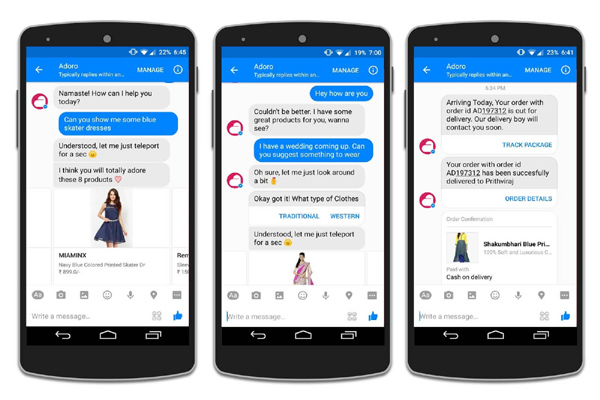 22% 6:45
Adoro
Typically replies within an...
MANAGE
Namaste! How can I help you
today?
Can you show me some blue
skater dresses
Understood, let me just teleport
for a sec
I think you will totally adore
these 8 products
MIAMINX
Navy Blue Colored Printed Skater Dr
₹ 899.0/-
Aa
Write a message...
19% 7:00
Adoro
Typically replies within an...
MANAGE
Hey how are you
Couldn't be better. I have some
great products for you, wanna
see?
I have a wedding coming up. Can
you suggest something to wear
Oh sure, let me just look around
a bit
Okay got it! What type of Clothes
TRADITIONAL WESTERN
Understood, let me just teleport
for a sec
Aa
Write a message...
23% 6:41
Adoro
Typically replies within an...
MANAGE
6:34 PM
Arriving Today, Your order with
order id AD197312 is out for
delivery. Our delivery boy will
contact you soon.
TRACK PACKAGE
Your order with order id
AD197312 has been succesfully
delivered to Prithwiraj
ORDER DETAILS
Order Confirmation
Shakumbhari Blue Pri...
100% Soft and Luxurious C...
Paid with
Cash on delivery
Aa
Write a message...